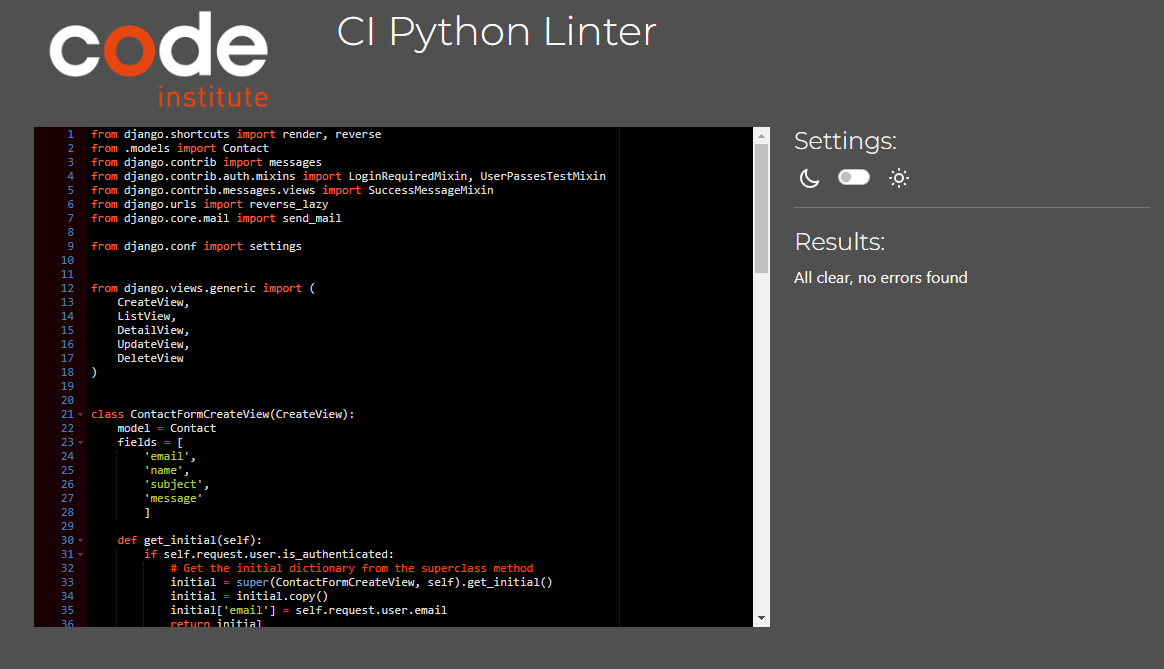 code
institute
CI Python Linter
1 from django.shortcuts import render, reverse
2 from .models import Contact
3 from django.contrib import messages
4 from django.contrib.auth.mixins import LoginRequiredMixin, UserPassesTestMixin
5 from django.contrib.messages.views import SuccessMessageMixin
6 from django.urls import reverse_lazy
7 from django.core.mail import send_mail
8
9 from django.conf import settings
10
11
12 from django.views.generic import (
13     CreateView,
14     ListView,
15     DetailView,
16     UpdateView,
17     DeleteView
18 )
19
20
21 class ContactFormCreateView(CreateView):
22     model = Contact
23     fields = [
24         'email',
25         'name',
26         'subject',
27         'message'
28         ]
29
30     def get_initial(self):
31         if self.request.user.is_authenticated:
32             # Get the initial dictionary from the superclass method
33             initial = super(ContactFormCreateView, self).get_initial()
34             initial = initial.copy()
35             initial['email'] = self.request.user.email
36             return initial
Settings:
Results:
All clear, no errors found